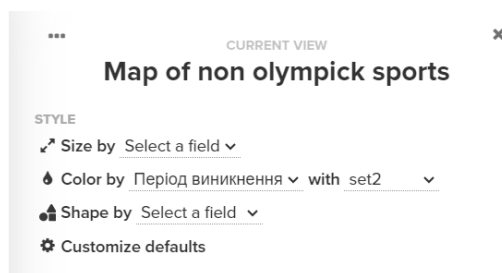 CURRENT VIEW
Map of non olympick sports
STYLE
Size by Select a field
Color by Період виникнення with set2
Shape by Select a field
Customize defaults